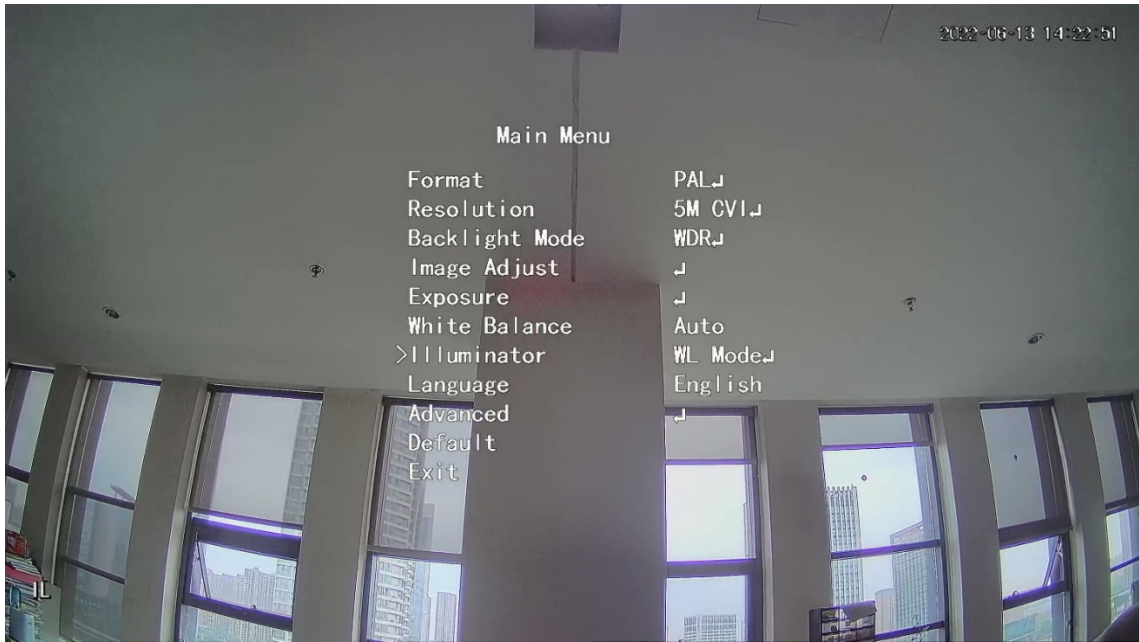 2022-06-13 14:22:51
Main Menu
Format PAL↵
Resolution 5M CVI↵
Backlight Mode WDR↵
Image Adjust ↵
Exposure ↵
White Balance Auto
>Illuminator WL Mode↵
Language English
Advanced ↵
Default
Exit
IL